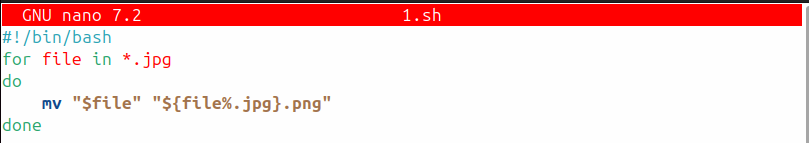 GNU nano 7.2 1.sh
#!/bin/bash
for file in *.jpg
do
    mv "$file" "${file%.jpg}.png"
done